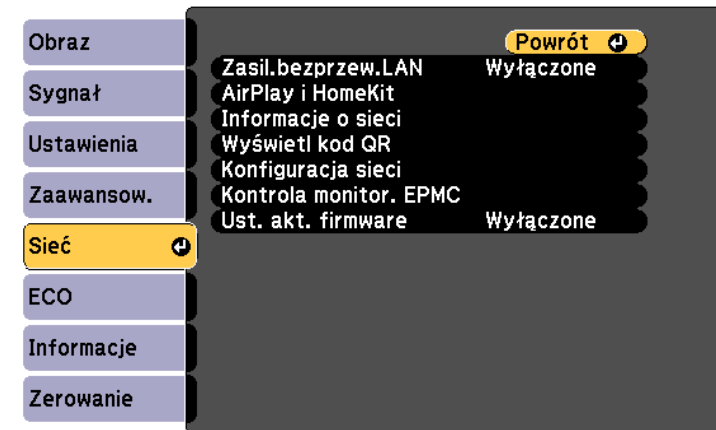 Obraz
Sygnał
Ustawienia
Zaawansow.
Sieć
ECO
Informacje
Zerowanie
Powrót
Zasil.bezprzew.LAN Wyłączone
AirPlay i HomeKit
Informacje o sieci
Wyświetl kod QR
Konfiguracja sieci
Kontrola monitor. EPMC
Ust. akt. firmware Wyłączone